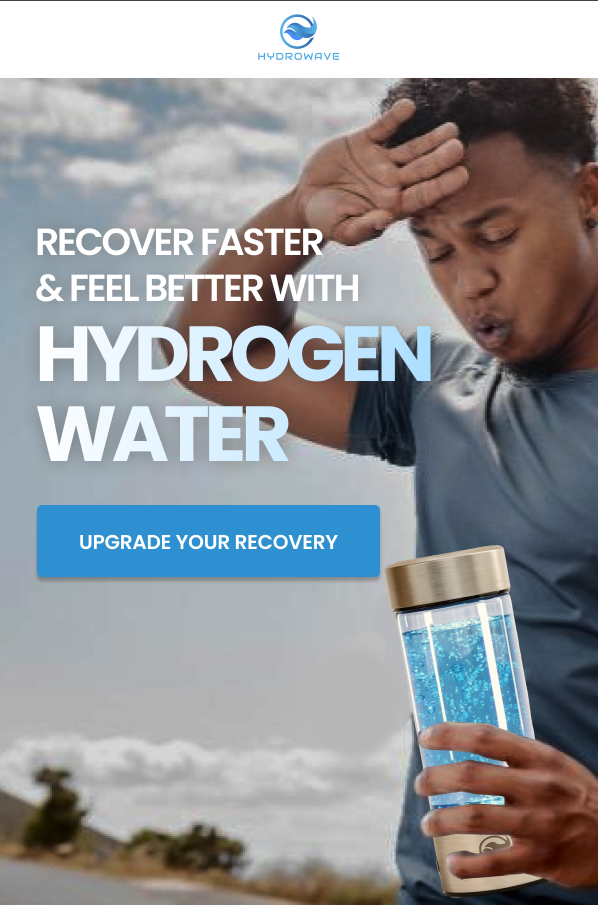 HYDROWAVE
RECOVER FASTER
& FEEL BETTER WITH
HYDROGEN
WATER
UPGRADE YOUR RECOVERY